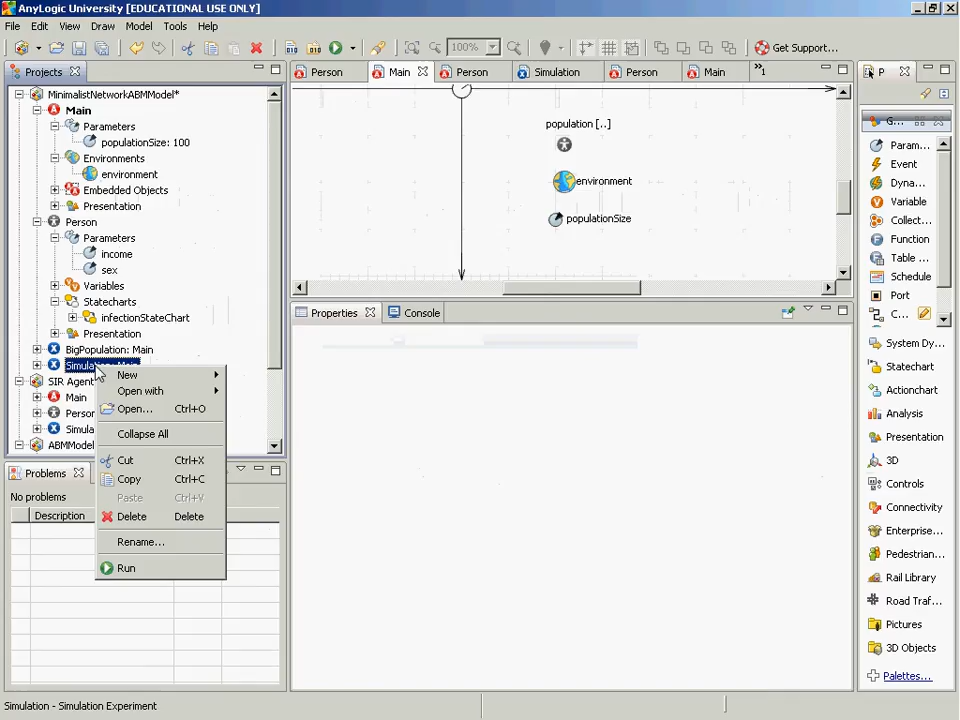 AnyLogic University [EDUCATIONAL USE ONLY]
File Edit View Draw Model Tools Help
100% Get Support...
Projects
MinimalistNetworkABMModel*
Main
Parameters
populationSize: 100
Environments
environment
Embedded Objects
Presentation
Person
Parameters
income
sex
Variables
Statecharts
infectionStateChart
Presentation
BigPopulation: Main
SIR Agent
Main
Person
Simula
ABMModel
New
Open with
Open... Ctrl+O
Collapse All
Cut Ctrl+X
Copy Ctrl+C
Paste Ctrl+V
Delete Delete
Rename...
Run
Problems
No problems
Description
Person Main Person Simulation Person Main »1
population [..]
environment
populationSize
Properties Console
P
G...
Param...
Event
Dyna...
Variable
Collect...
Function
Table ...
Schedule
Port
C...
System Dy...
Statechart
Actionchart
Analysis
Presentation
3D
Controls
Connectivity
Enterprise...
Pedestrian...
Rail Library
Road Traf...
Pictures
3D Objects
Palettes...
Simulation - Simulation Experiment